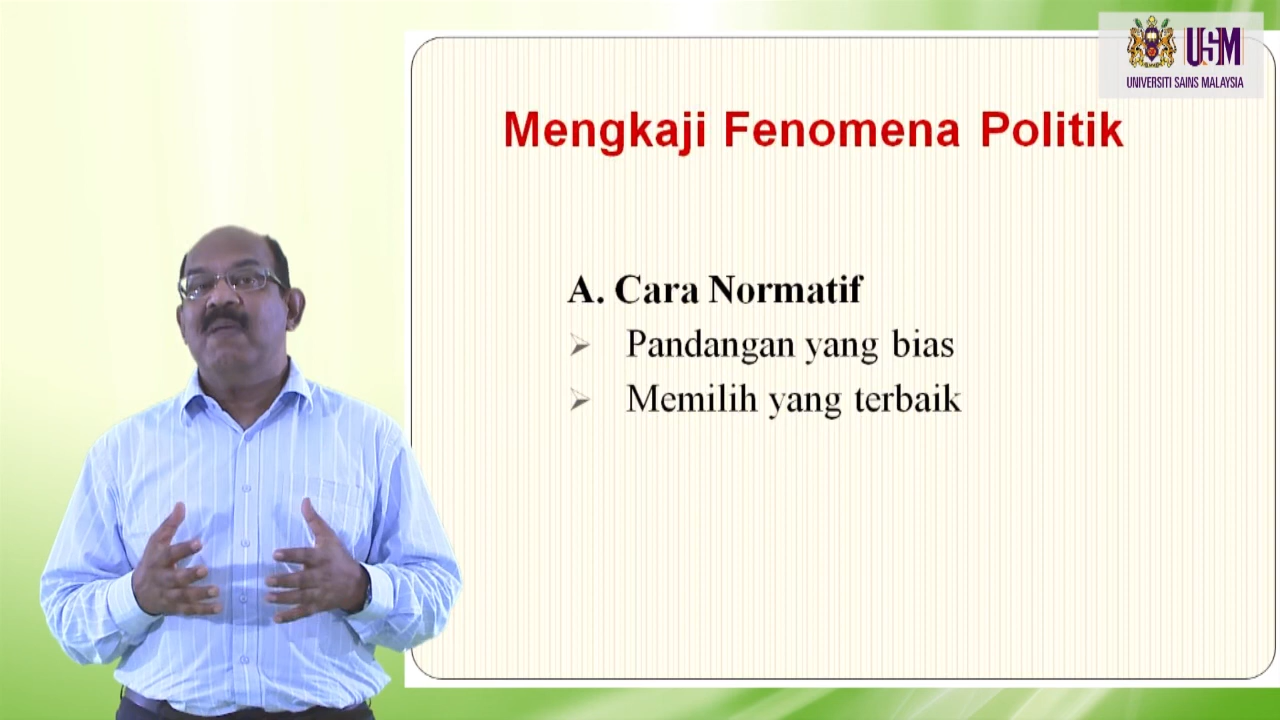 USM
UNIVERSITI SAINS MALAYSIA
Mengkaji Fenomena Politik
A. Cara Normatif
Pandangan yang bias
Memilih yang terbaik